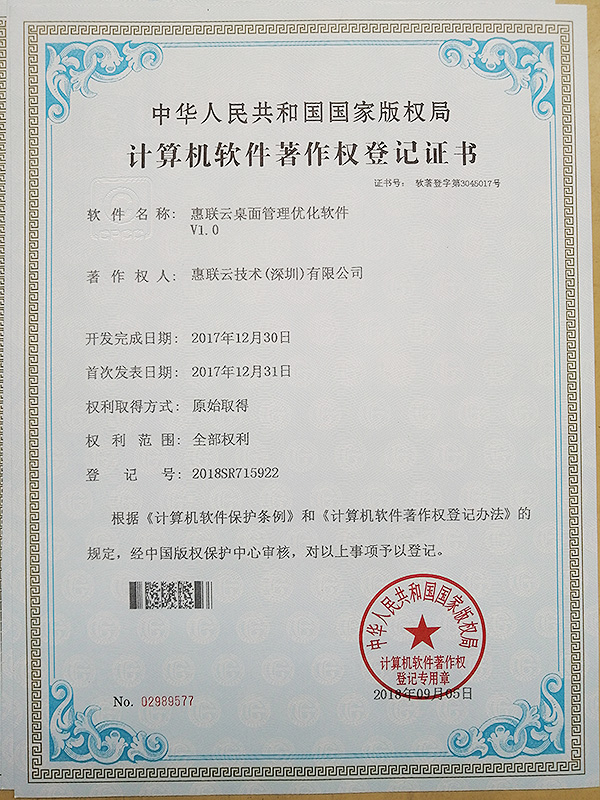 中华人民共和国国家版权局
计算机软件著作权登记证书
证书号： 软著登字第3045017号
软件名称： 惠联云桌面管理优化软件
V1.0
著作权人： 惠联云技术(深圳)有限公司
开发完成日期： 2017年12月30日
首次发表日期： 2017年12月31日
权利取得方式： 原始取得
权利范围： 全部权利
登记号： 2018SR715922
根据《计算机软件保护条例》和《计算机软件著作权登记办法》的
规定，经中国版权保护中心审核，对以上事项予以登记。
中华人民共和国国家版权局
计算机软件著作权
登记专用章
2018年09月05日
No. 02989577